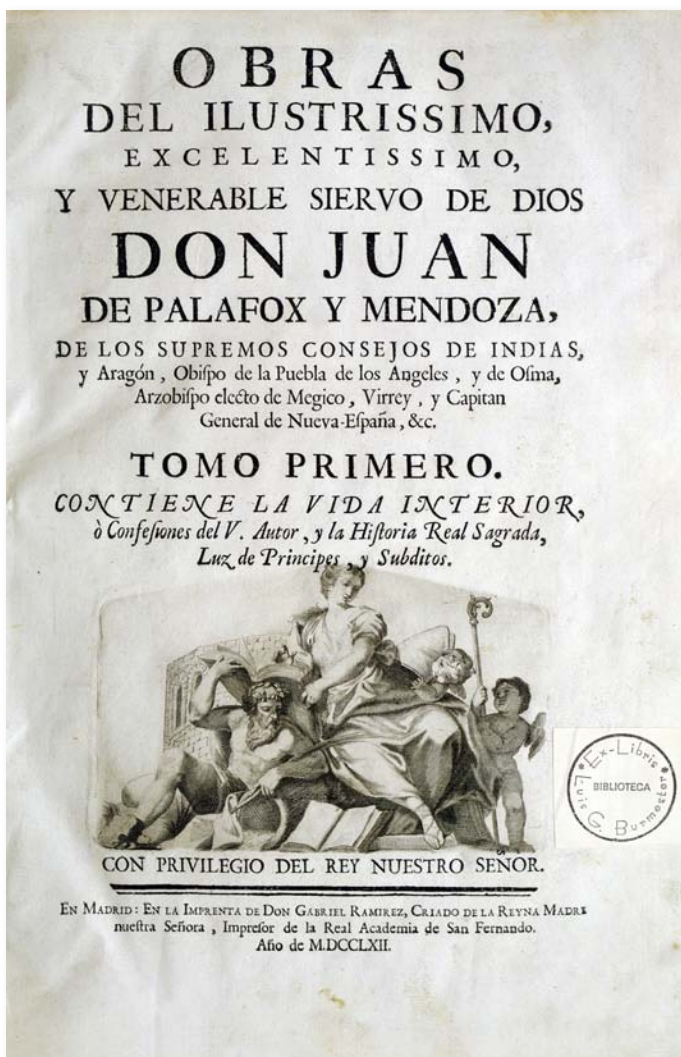 OBRAS
DEL ILUSTRISSIMO,
EXCELENTISSIMO,
Y VENERABLE SIERVO DE DIOS
DON JUAN
DE PALAFOX Y MENDOZA,
DE LOS SUPREMOS CONSEJOS DE INDIAS,
y Aragón, Obiſpo de la Puebla de los Angeles, y de Oſma,
Arzobiſpo electo de Megico, Virrey, y Capitan
General de Nueva-Eſpaña, &c.
TOMO PRIMERO.
CONTIENE LA VIDA INTERIOR,
ò Confeſiones del V. Autor, y la Hiſtoria Real Sagrada,
Luz de Principes, y Subditos.
Ex-Libris
BIBLIOTECA
Luis G. Burmester
CON PRIVILEGIO DEL REY NUESTRO SEÑOR.
EN MADRID: EN LA IMPRENTA DE DON GABRIEL RAMIREZ, CRIADO DE LA REYNA MADRE
nueſtra Señora, Impreſor de la Real Academia de San Fernando.
Año de M.DCCLXII.